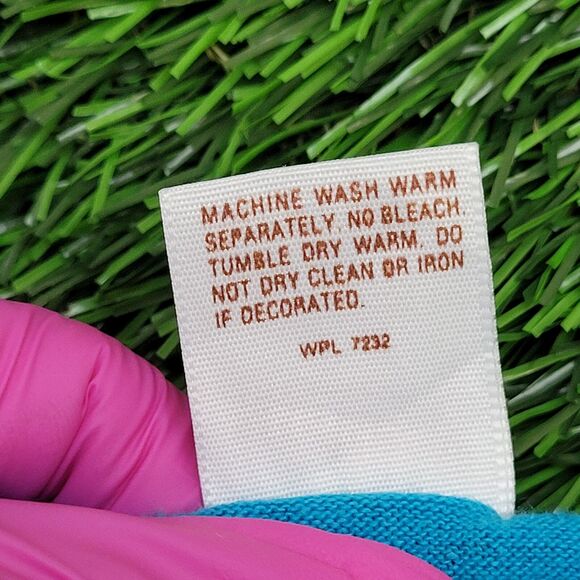 MACHINE WASH WARM
SEPARATELY. NO BLEACH.
TUMBLE DRY WARM. DO
NOT DRY CLEAN OR IRON
IF DECORATED.
WPL 7232